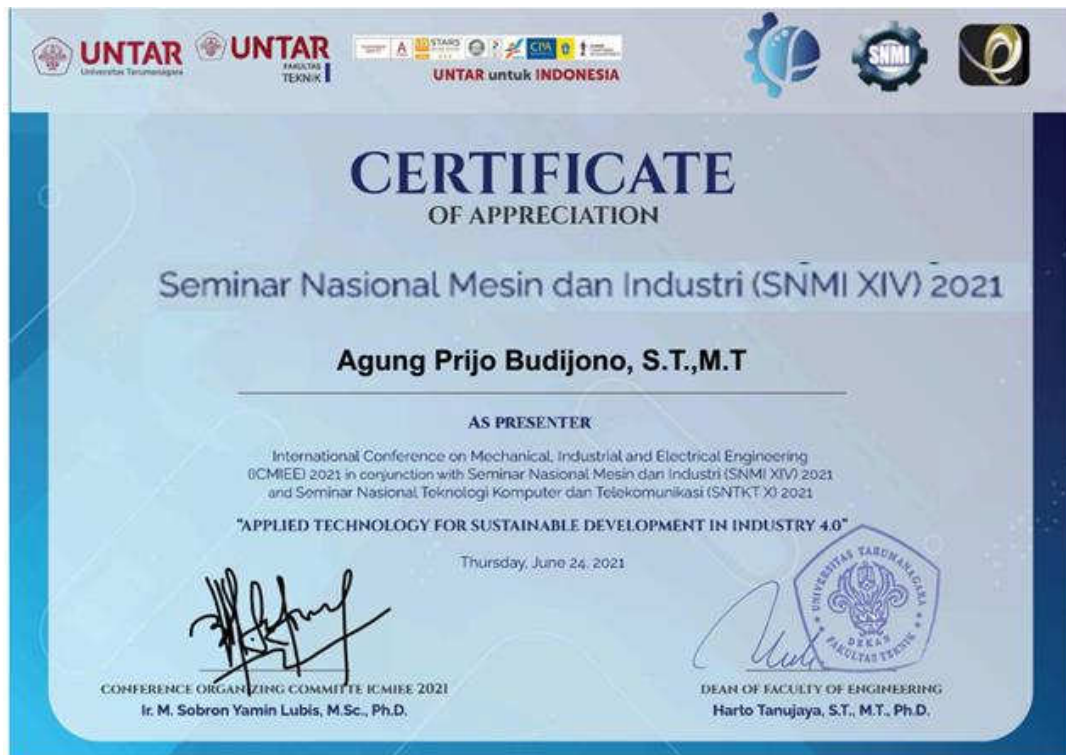 UNTAR
Universitas Tarumanagara
UNTAR
FAKULTAS
TEKNIK
STARS
CPA
UNTAR untuk INDONESIA
SNMI
CERTIFICATE
OF APPRECIATION
Seminar Nasional Mesin dan Industri (SNMI XIV) 2021
Agung Prijo Budijono, S.T.,M.T
AS PRESENTER
International Conference on Mechanical, Industrial and Electrical Engineering
(ICMIEE) 2021 in conjunction with Seminar Nasional Mesin dan Industri (SNMI XIV) 2021
and Seminar Nasional Teknologi Komputer dan Telekomunikasi (SNTKT X) 2021
"APPLIED TECHNOLOGY FOR SUSTAINABLE DEVELOPMENT IN INDUSTRY 4.0"
Thursday, June 24, 2021
UNIVERSITAS TARUMANAGARA
DEKAN
FAKULTAS TEKNIK
CONFERENCE ORGANIZING COMMITTE ICMIEE 2021
Ir. M. Sobron Yamin Lubis, M.Sc., Ph.D.
DEAN OF FACULTY OF ENGINEERING
Harto Tanujaya, S.T., M.T., Ph.D.